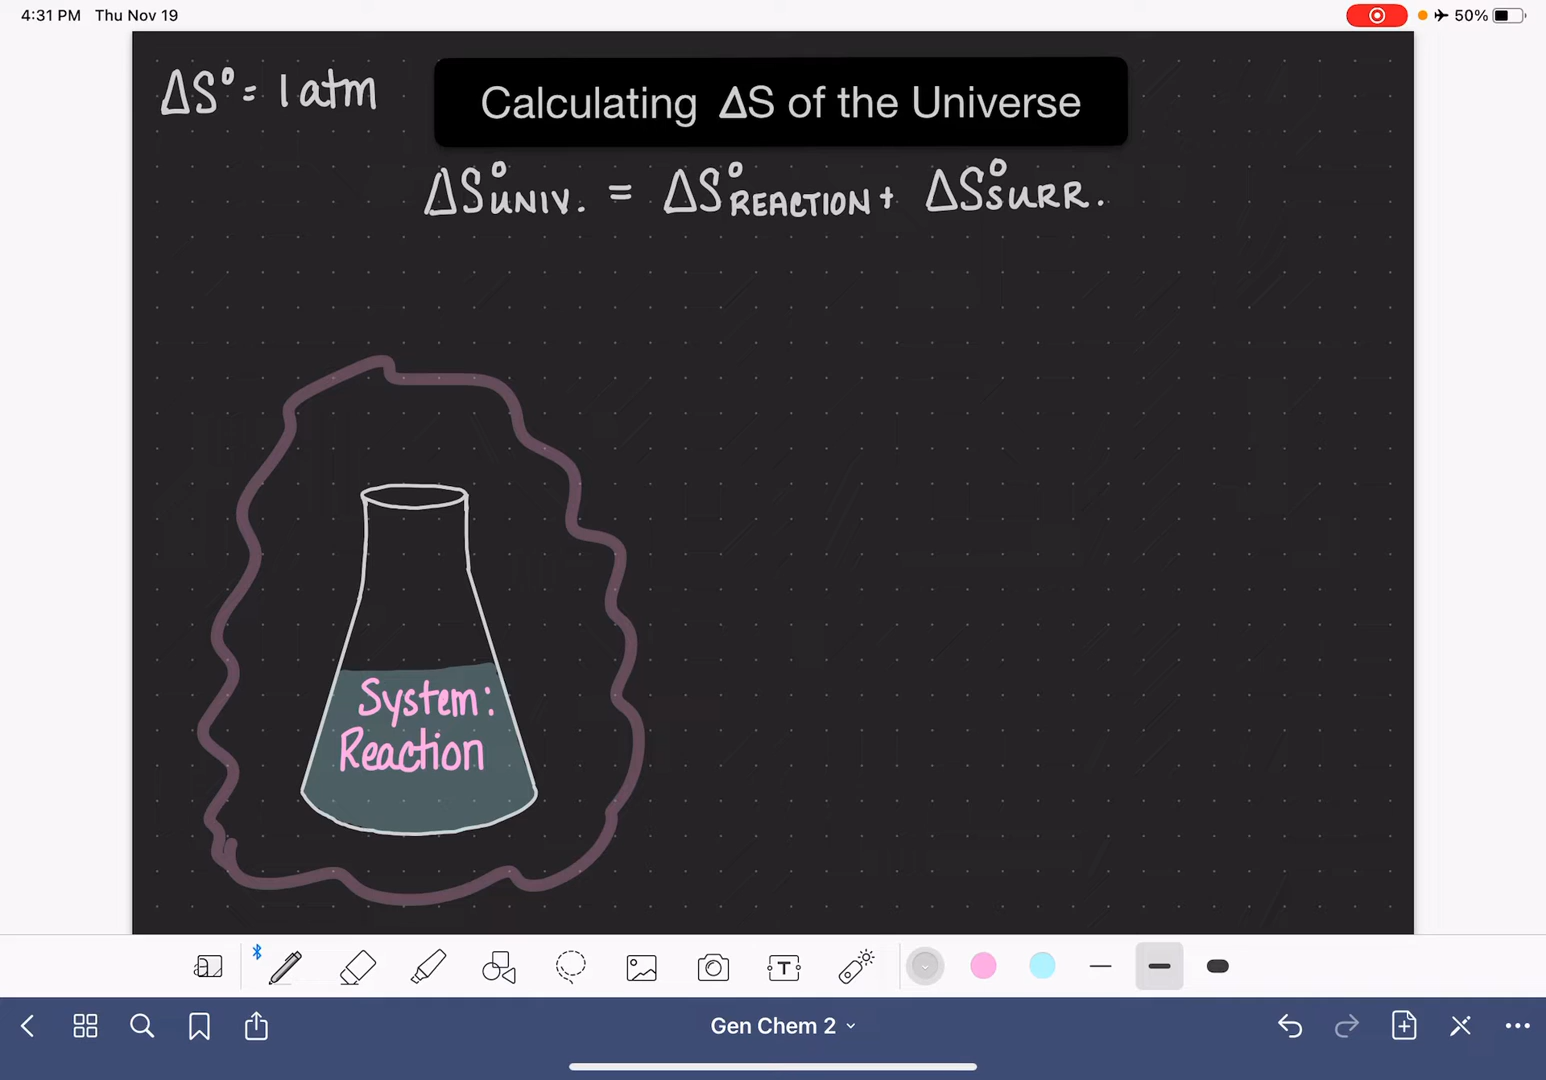 4:31 PM Thu Nov 19
50%
ΔS° = 1 atm
Calculating ΔS of the Universe
ΔS°UNIV. = ΔS°REACTION + ΔS°SURR.
System:
Reaction
T
Gen Chem 2